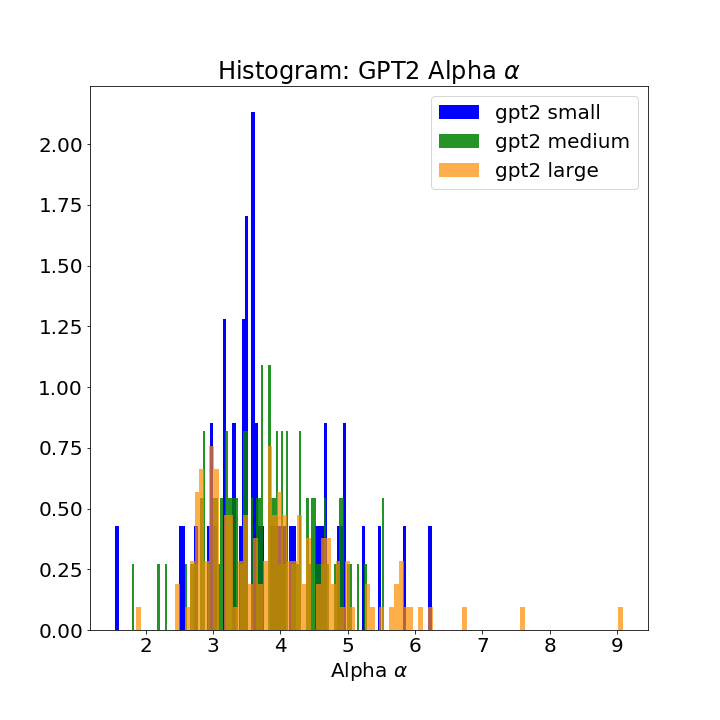 Histogram: GPT2 Alpha α
gpt2 small
gpt2 medium
gpt2 large
2.00
1.75
1.50
1.25
1.00
0.75
0.50
0.25
0.00
2 3 4 5 6 7 8 9
Alpha α